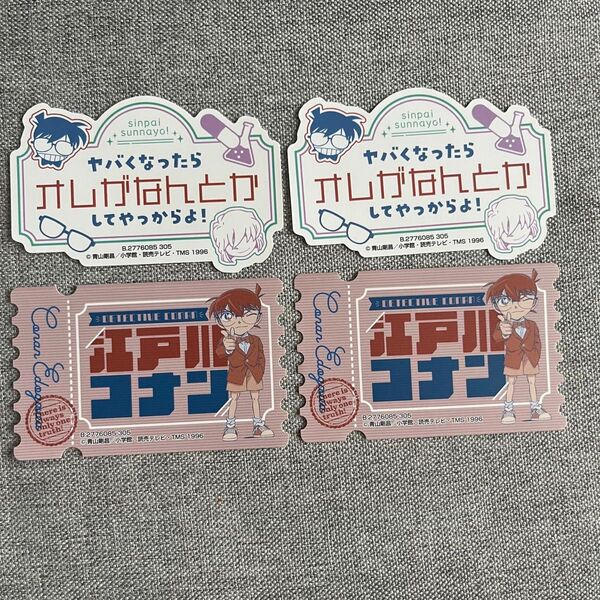 sinpai
sunnayo!
ヤバくなったら
オレがなんとか
してやっからよ!
B.2776085 305
© 青山剛昌/小学館・読売テレビ・TMS 1996
sinpai
sunnayo!
ヤバくなったら
オレがなんとか
してやっからよ!
B.2776085 305
© 青山剛昌/小学館・読売テレビ・TMS 1996
Conan Edogawa
DETECTIVE CONAN
江戸川
コナン
There is
always
only one
truth!
B.2776085 305
© 青山剛昌/小学館・読売テレビ・TMS 1996
Conan Edogawa
DETECTIVE CONAN
江戸川
コナン
There is
always
only one
truth!
B.2776085 305
© 青山剛昌/小学館・読売テレビ・TMS 1996